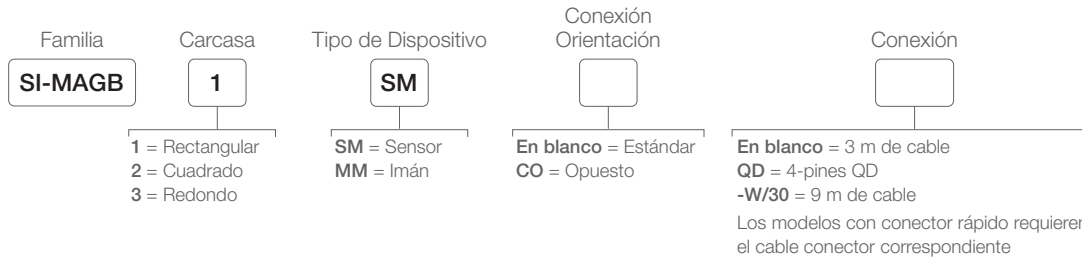 Familia
Carcasa
Tipo de Dispositivo
Conexión
Orientación
Conexión
SI-MAGB
1
SM
1 = Rectangular
2 = Cuadrado
3 = Redondo
SM = Sensor
MM = Imán
En blanco = Estándar
CO = Opuesto
En blanco = 3 m de cable
QD = 4-pines QD
-W/30 = 9 m de cable
Los modelos con conector rápido requieren
el cable conector correspondiente